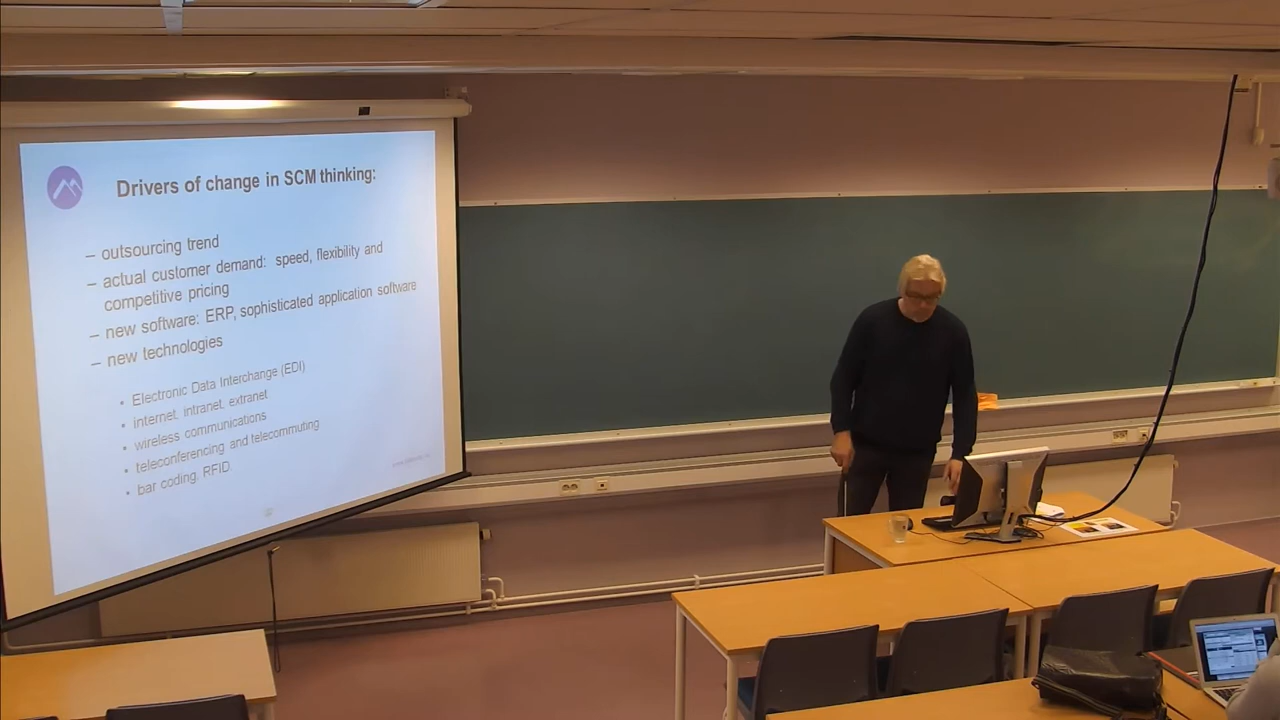 Drivers of change in SCM thinking:
– outsourcing trend
– actual customer demand: speed, flexibility and
competitive pricing
– new software: ERP, sophisticated application software
– new technologies
• Electronic Data Interchange (EDI)
• internet, intranet, extranet
• wireless communications
• teleconferencing and telecommuting
• bar coding, RFID.